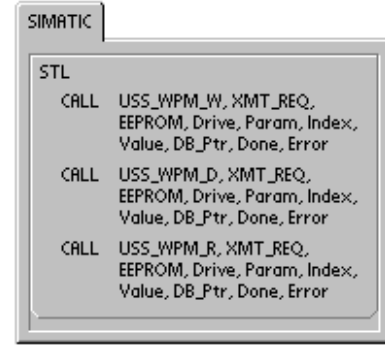 SIMATIC
STL
CALL USS_WPM_W, XMT_REQ,
EEPROM, Drive, Param, Index,
Value, DB_Ptr, Done, Error
CALL USS_WPM_D, XMT_REQ,
EEPROM, Drive, Param, Index,
Value, DB_Ptr, Done, Error
CALL USS_WPM_R, XMT_REQ,
EEPROM, Drive, Param, Index,
Value, DB_Ptr, Done, Error